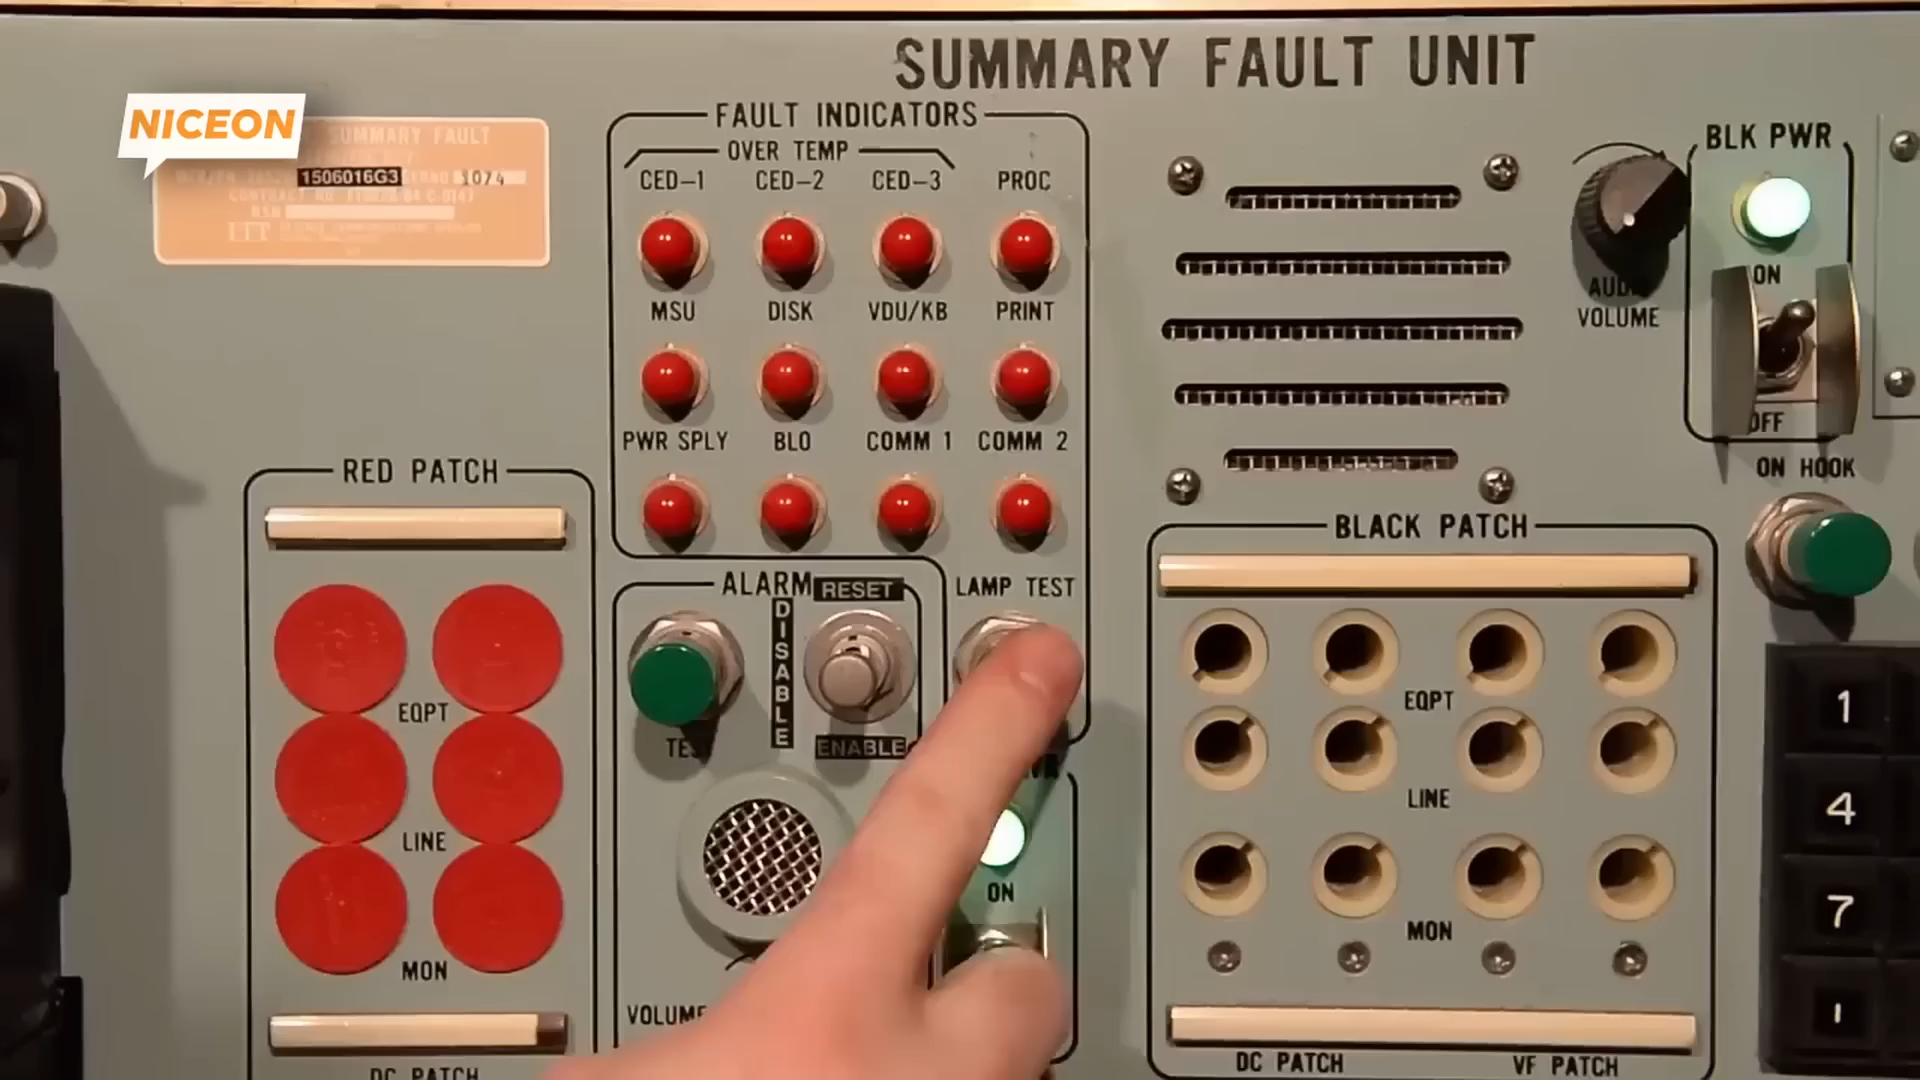 SUMMARY FAULT UNIT
NICEON
SUMMARY FAULT
1506016G3
1074
FAULT INDICATORS
OVER TEMP
CED-1 CED-2 CED-3 PROC
MSU DISK VDU/KB PRINT
PWR SPLY BLO COMM 1 COMM 2
BLK PWR
ON
OFF
VOLUME
ON HOOK
RED PATCH
EQPT
LINE
MON
DC PATCH
ALARM RESET
DISABLE
ENABLE
LAMP TEST
ON
VOLUME
BLACK PATCH
EQPT
LINE
MON
DC PATCH VF PATCH
1
4
7